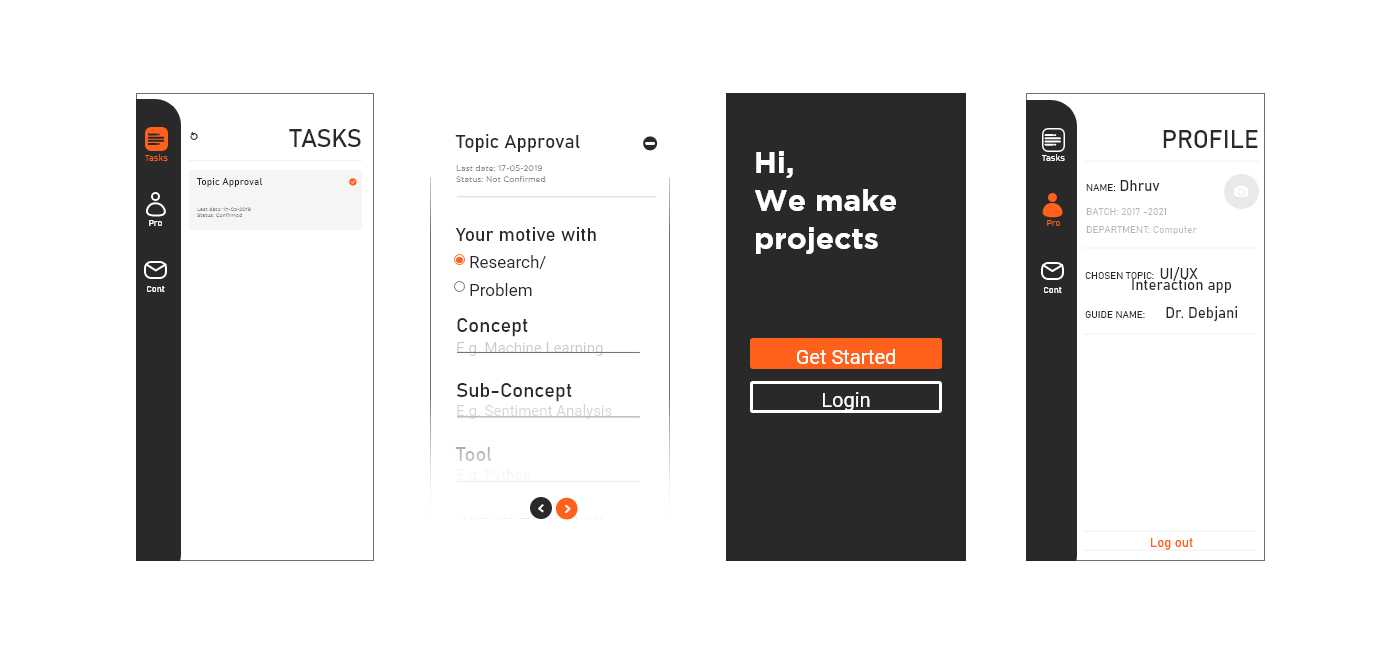 Tasks
Pro
Cont
TASKS
Topic Approval
Last date: 17-05-2019
Status: Confirmed
Topic Approval
Last date: 17-05-2019
Status: Not Confirmed
Your motive with
Research/
Problem
Concept
E.g. Machine Learning
Sub-Concept
E.g. Sentiment Analysis
Tool
E.g. Python
Hi,
We make
projects
Get Started
Login
Tasks
Pro
Cont
PROFILE
NAME: Dhruv
BATCH: 2017 -2021
DEPARTMENT: Computer
CHOSEN TOPIC: UI/UX
Interaction app
GUIDE NAME: Dr. Debjani
Log out